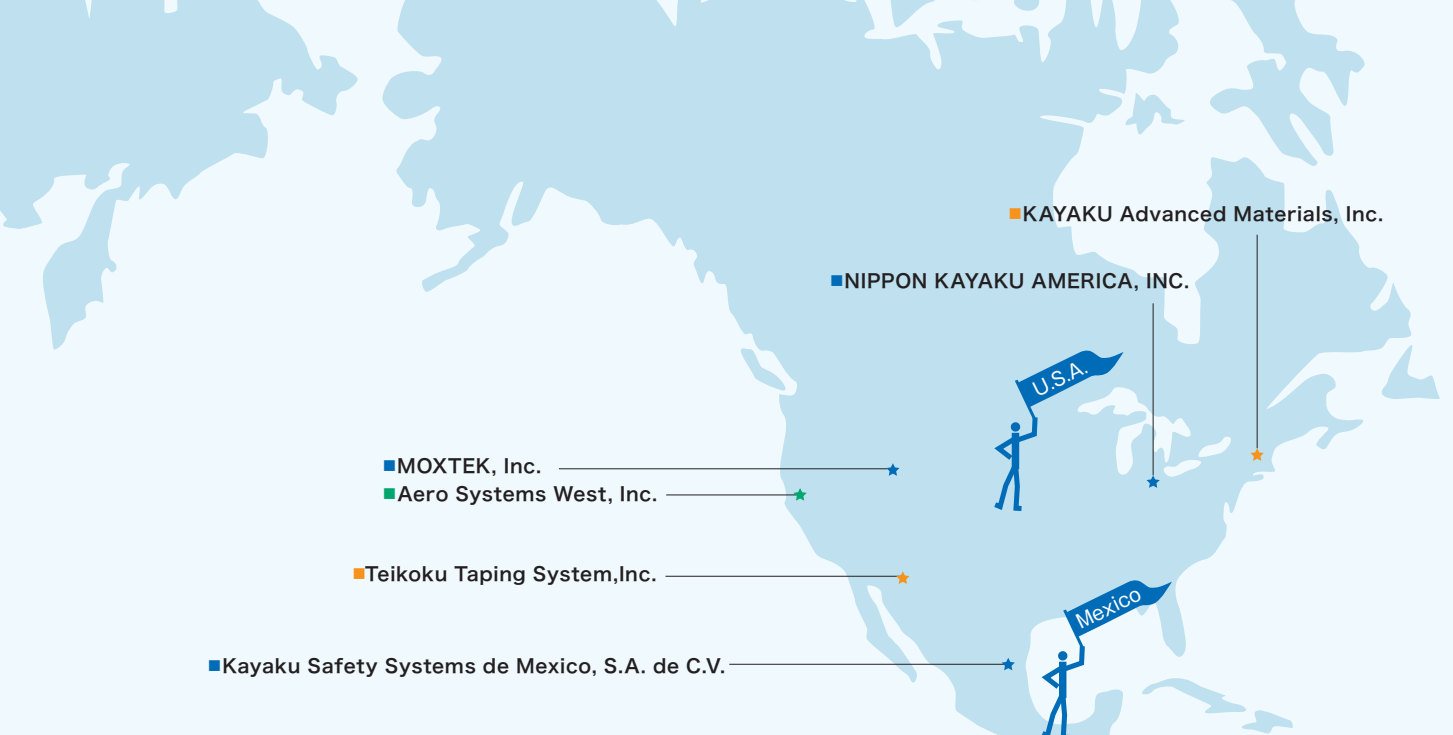 ■KAYAKU Advanced Materials, Inc.
■NIPPON KAYAKU AMERICA, INC.
U.S.A.
■MOXTEK, Inc.
■Aero Systems West, Inc.
■Teikoku Taping System,Inc.
Mexico
■Kayaku Safety Systems de Mexico, S.A. de C.V.